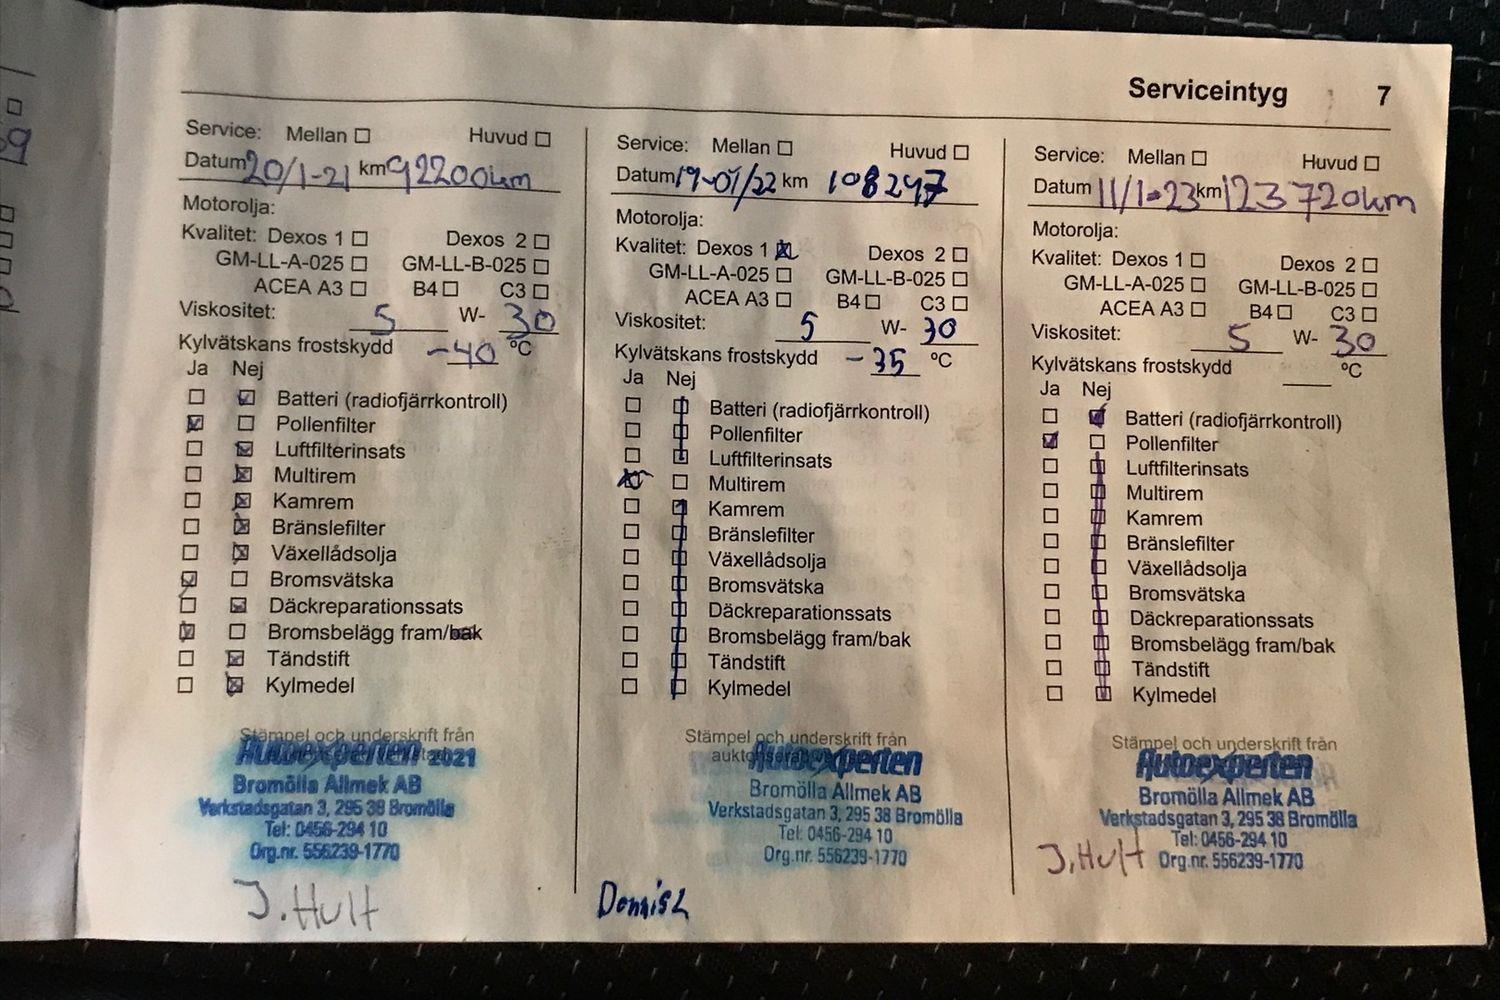 Serviceintyg 7
Service: Mellan ☐ Huvud ☐
Datum 20/1-21 km 92200km
Motorolja:
Kvalitet: Dexos 1 ☐ Dexos 2 ☐
GM-LL-A-025 ☐ GM-LL-B-025 ☐
ACEA A3 ☐ B4 ☐ C3 ☐
Viskositet: 5 W- 30
Kylvätskans frostskydd -40 °C
Ja Nej
☐ ☑ Batteri (radiofjärrkontroll)
☑ ☐ Pollenfilter
☐ ☒ Luftfilterinsats
☐ ☒ Multirem
☐ ☒ Kamrem
☐ ☒ Bränslefilter
☐ ☒ Växellådsolja
☑ ☐ Bromsvätska
☐ ☒ Däckreparationssats
☑ ☐ Bromsbelägg fram/bak
☐ ☒ Tändstift
☐ ☒ Kylmedel
Stämpel och underskrift från
Autoexperten 2021
Bromölla Allmek AB
Verkstadsgatan 3, 295 38 Bromölla
Tel: 0456-294 10
Org.nr. 556239-1770
J. Hult
Service: Mellan ☐ Huvud ☐
Datum 19-01/22 km 108247
Motorolja:
Kvalitet: Dexos 1 ☒ Dexos 2 ☐
GM-LL-A-025 ☐ GM-LL-B-025 ☐
ACEA A3 ☐ B4 ☐ C3 ☐
Viskositet: 5 W- 30
Kylvätskans frostskydd - 35 °C
Ja Nej
☐ ☐ Batteri (radiofjärrkontroll)
☐ ☐ Pollenfilter
☐ ☐ Luftfilterinsats
☒ ☐ Multirem
☐ ☐ Kamrem
☐ ☐ Bränslefilter
☐ ☐ Växellådsolja
☐ ☐ Bromsvätska
☐ ☐ Däckreparationssats
☐ ☐ Bromsbelägg fram/bak
☐ ☐ Tändstift
☐ ☐ Kylmedel
Stämpel och underskrift från
Autoexperten
Bromölla Allmek AB
Verkstadsgatan 3, 295 38 Bromölla
Tel: 0456-294 10
Org.nr. 556239-1770
Dennis L
Service: Mellan ☐ Huvud ☐
Datum 11/1-23 km 123720km
Motorolja:
Kvalitet: Dexos 1 ☐ Dexos 2 ☐
GM-LL-A-025 ☐ GM-LL-B-025 ☐
ACEA A3 ☐ B4 ☐ C3 ☐
Viskositet: 5 W- 30
Kylvätskans frostskydd °C
Ja Nej
☐ ☑ Batteri (radiofjärrkontroll)
☑ ☐ Pollenfilter
☐ ☐ Luftfilterinsats
☐ ☐ Multirem
☐ ☐ Kamrem
☐ ☐ Bränslefilter
☐ ☐ Växellådsolja
☐ ☐ Bromsvätska
☐ ☐ Däckreparationssats
☐ ☐ Bromsbelägg fram/bak
☐ ☐ Tändstift
☐ ☐ Kylmedel
Stämpel och underskrift från
Autoexperten
Bromölla Allmek AB
Verkstadsgatan 3, 295 38 Bromölla
Tel: 0456-294 10
J. Hult Org.nr. 556239-1770